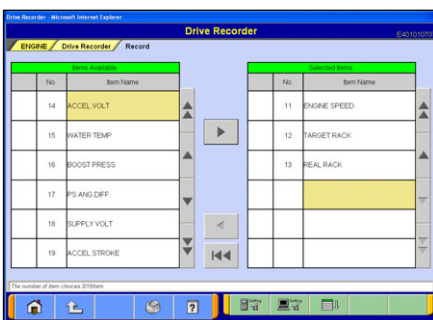 Drive Recorder - Microsoft Internet Explorer
Drive Recorder
E40101070
ENGINE Drive Recorder Record
Items Available
No. Item Name
14 ACCEL VOLT
15 WATER TEMP
16 BOOST PRESS
17 PS ANG.DIFF.
18 SUPPLY VOLT
19 ACCEL STROKE
Selected Items
No. Item Name
11 ENGINE SPEED
12 TARGET RACK
13 REAL RACK
The number of item choices 3/16item